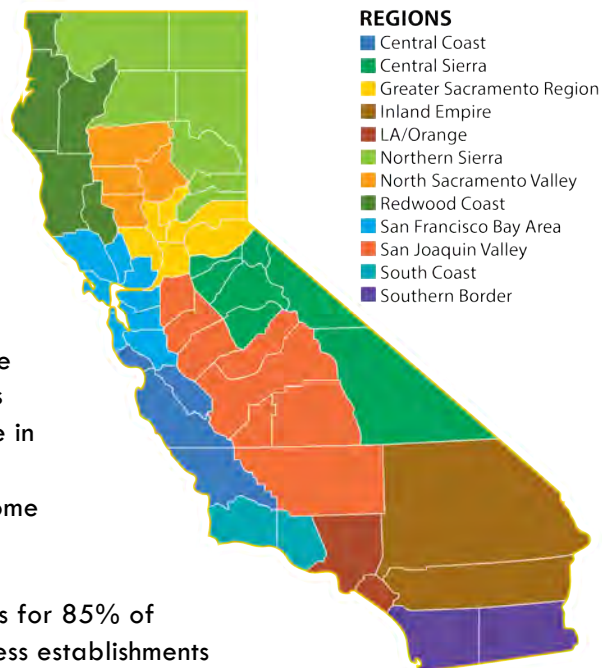 REGIONS
Central Coast
Central Sierra
Greater Sacramento Region
Inland Empire
LA/Orange
Northern Sierra
North Sacramento Valley
Redwood Coast
San Francisco Bay Area
San Joaquin Valley
South Coast
Southern Border
e
s
e in
ome
s for 85% of
ess establishments